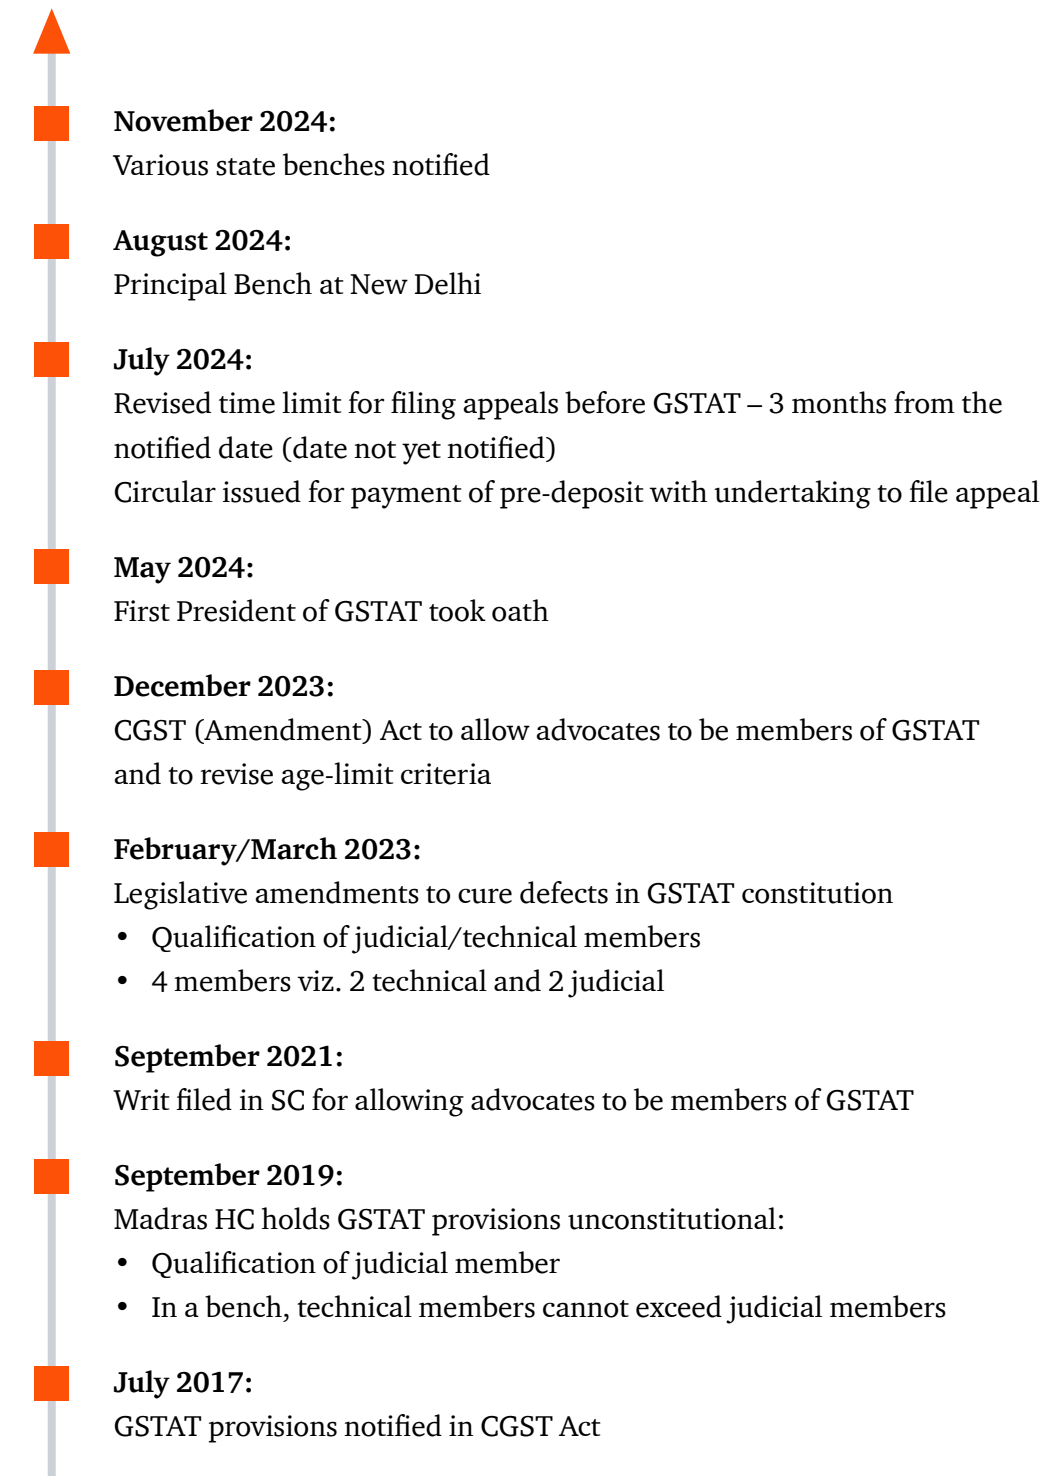 November 2024:
Various state benches notified
August 2024:
Principal Bench at New Delhi
July 2024:
Revised time limit for filing appeals before GSTAT – 3 months from the
notified date (date not yet notified)
Circular issued for payment of pre-deposit with undertaking to file appeal
May 2024:
First President of GSTAT took oath
December 2023:
CGST (Amendment) Act to allow advocates to be members of GSTAT
and to revise age-limit criteria
February/March 2023:
Legislative amendments to cure defects in GSTAT constitution
• Qualification of judicial/technical members
• 4 members viz. 2 technical and 2 judicial
September 2021:
Writ filed in SC for allowing advocates to be members of GSTAT
September 2019:
Madras HC holds GSTAT provisions unconstitutional:
• Qualification of judicial member
• In a bench, technical members cannot exceed judicial members
July 2017:
GSTAT provisions notified in CGST Act